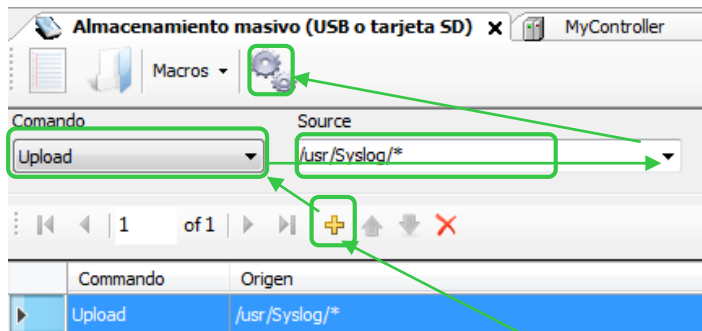 Almacenamiento masivo (USB o tarjeta SD) x MyController
Macros
Comando Source
Upload /usr/Syslog/*
1 of 1
Commando Origen
Upload /usr/Syslog/*